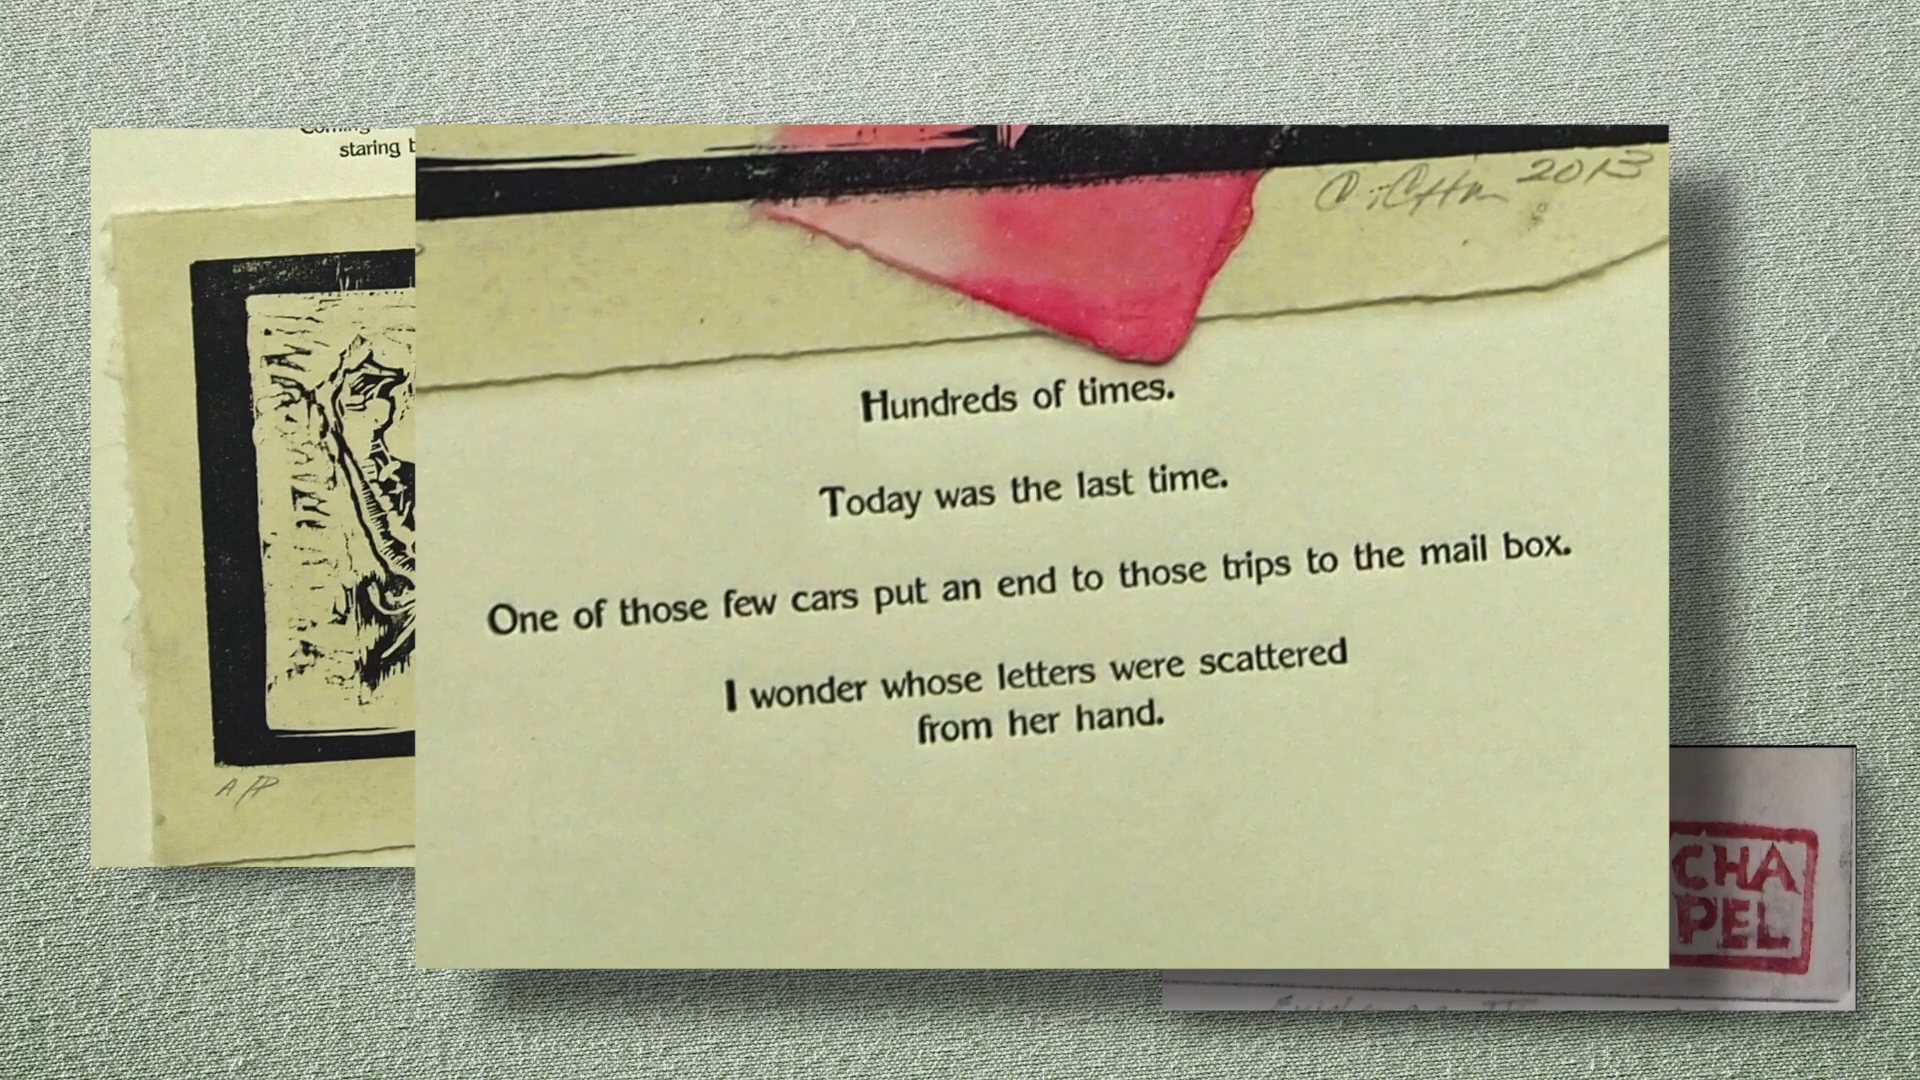 staring
2013
Hundreds of times.
Today was the last time.
One of those few cars put an end to those trips to the mail box.
I wonder whose letters were scattered
from her hand.
A/P
CHA
PEL